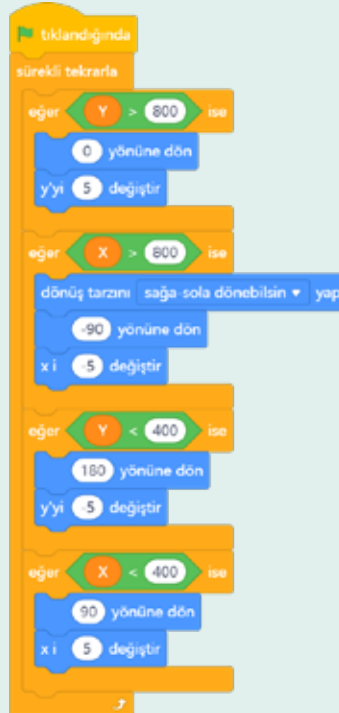 tıklandığında
sürekli tekrarla
eğer Y > 800 ise
0 yönüne dön
y'yi 5 değiştir
eğer X > 800 ise
dönüş tarzını sağa-sola dönebilsin yap
-90 yönüne dön
x i -5 değiştir
eğer Y < 400 ise
180 yönüne dön
y'yi -5 değiştir
eğer X < 400 ise
90 yönüne dön
x i 5 değiştir